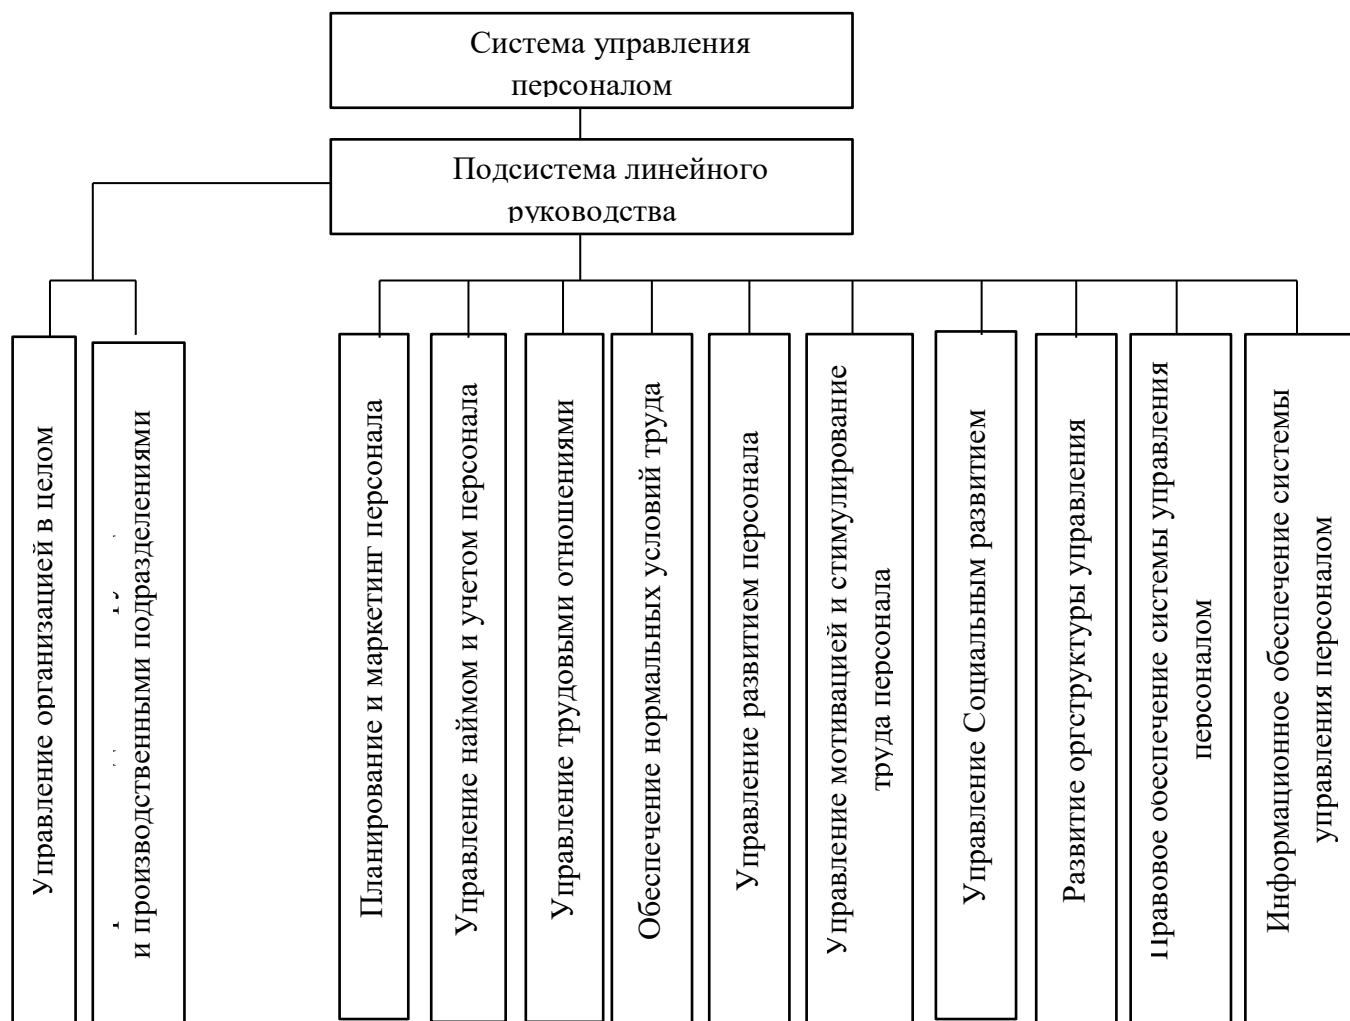 Система управления
персоналом
Подсистема линейного
руководства
Управление организацией в целом
и производственными подразделениями
Планирование и маркетинг персонала
Управление наймом и учетом персонала
Управление трудовыми отношениями
Обеспечение нормальных условий труда
Управление развитием персонала
Управление мотивацией и стимулирование
труда персонала
Управление Социальным развитием
Развитие оргструктуры управления
Правовое обеспечение системы управления
персоналом
Информационное обеспечение системы
управления персоналом